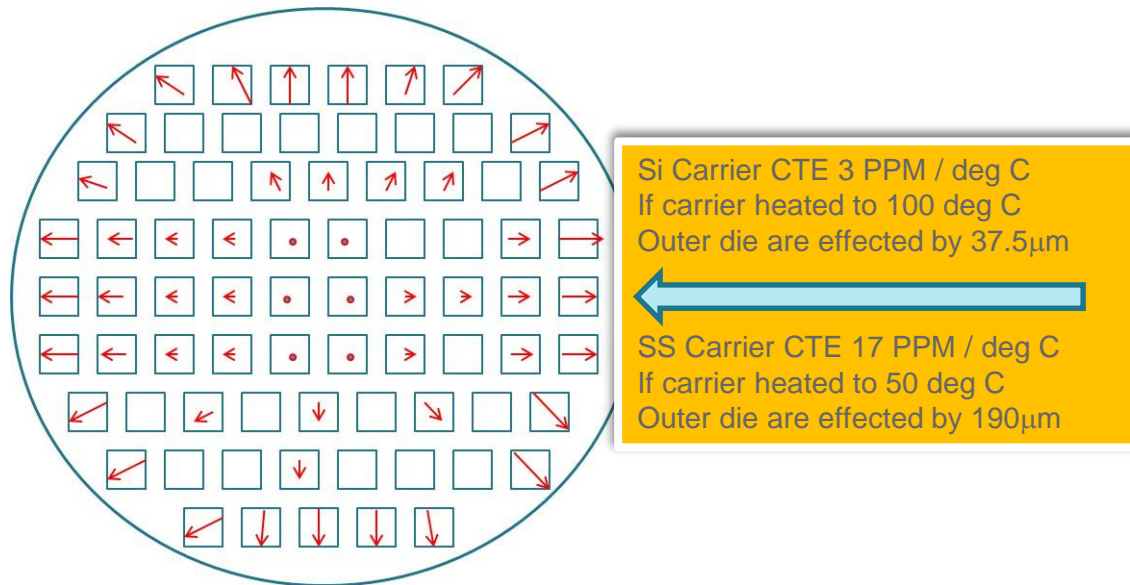 Si Carrier CTE 3 PPM / deg C
If carrier heated to 100 deg C
Outer die are effected by 37.5μm
SS Carrier CTE 17 PPM / deg C
If carrier heated to 50 deg C
Outer die are effected by 190μm